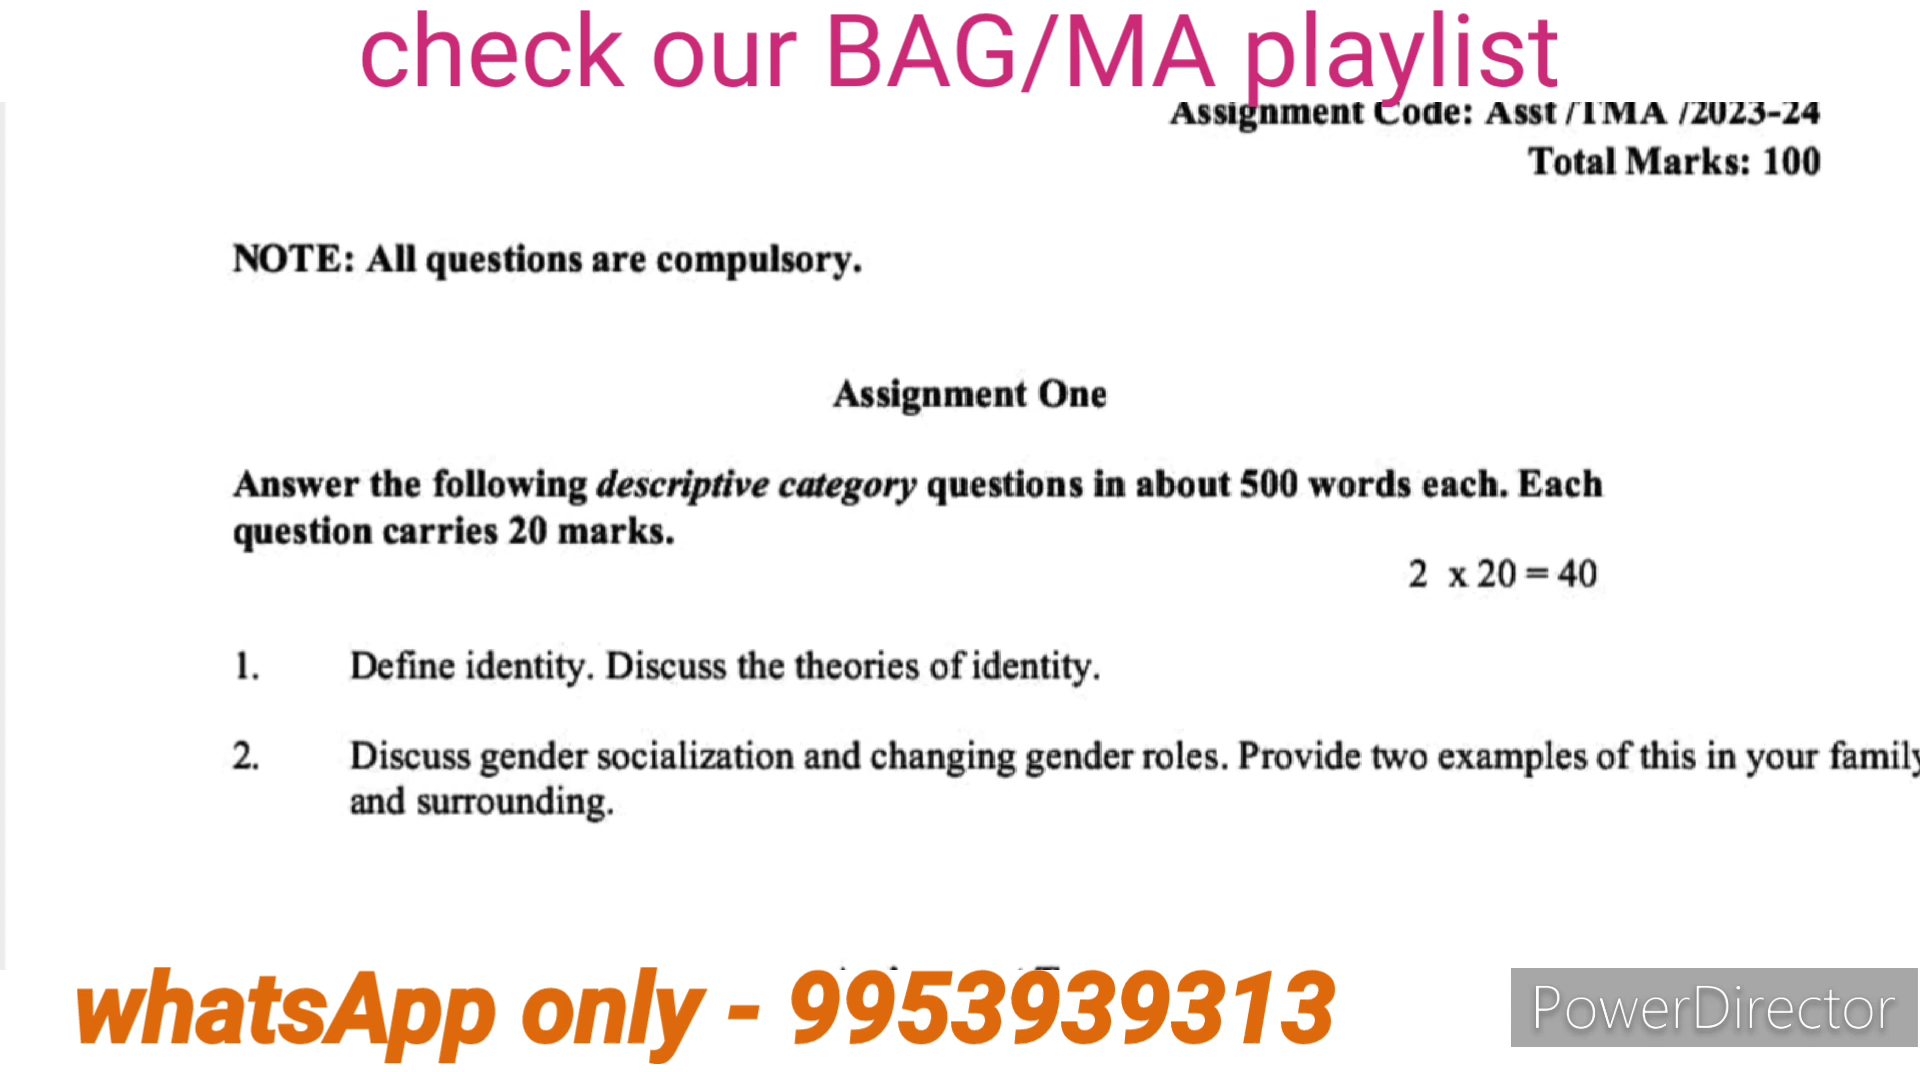 check our BAG/MA playlist
Assignment Code: Asst /TMA /2023-24
Total Marks: 100
NOTE: All questions are compulsory.
Assignment One
Answer the following descriptive category questions in about 500 words each. Each
question carries 20 marks.
2 x 20 = 40
1. Define identity. Discuss the theories of identity.
2. Discuss gender socialization and changing gender roles. Provide two examples of this in your family
and surrounding.
whatsApp only - 9953939313
PowerDirector